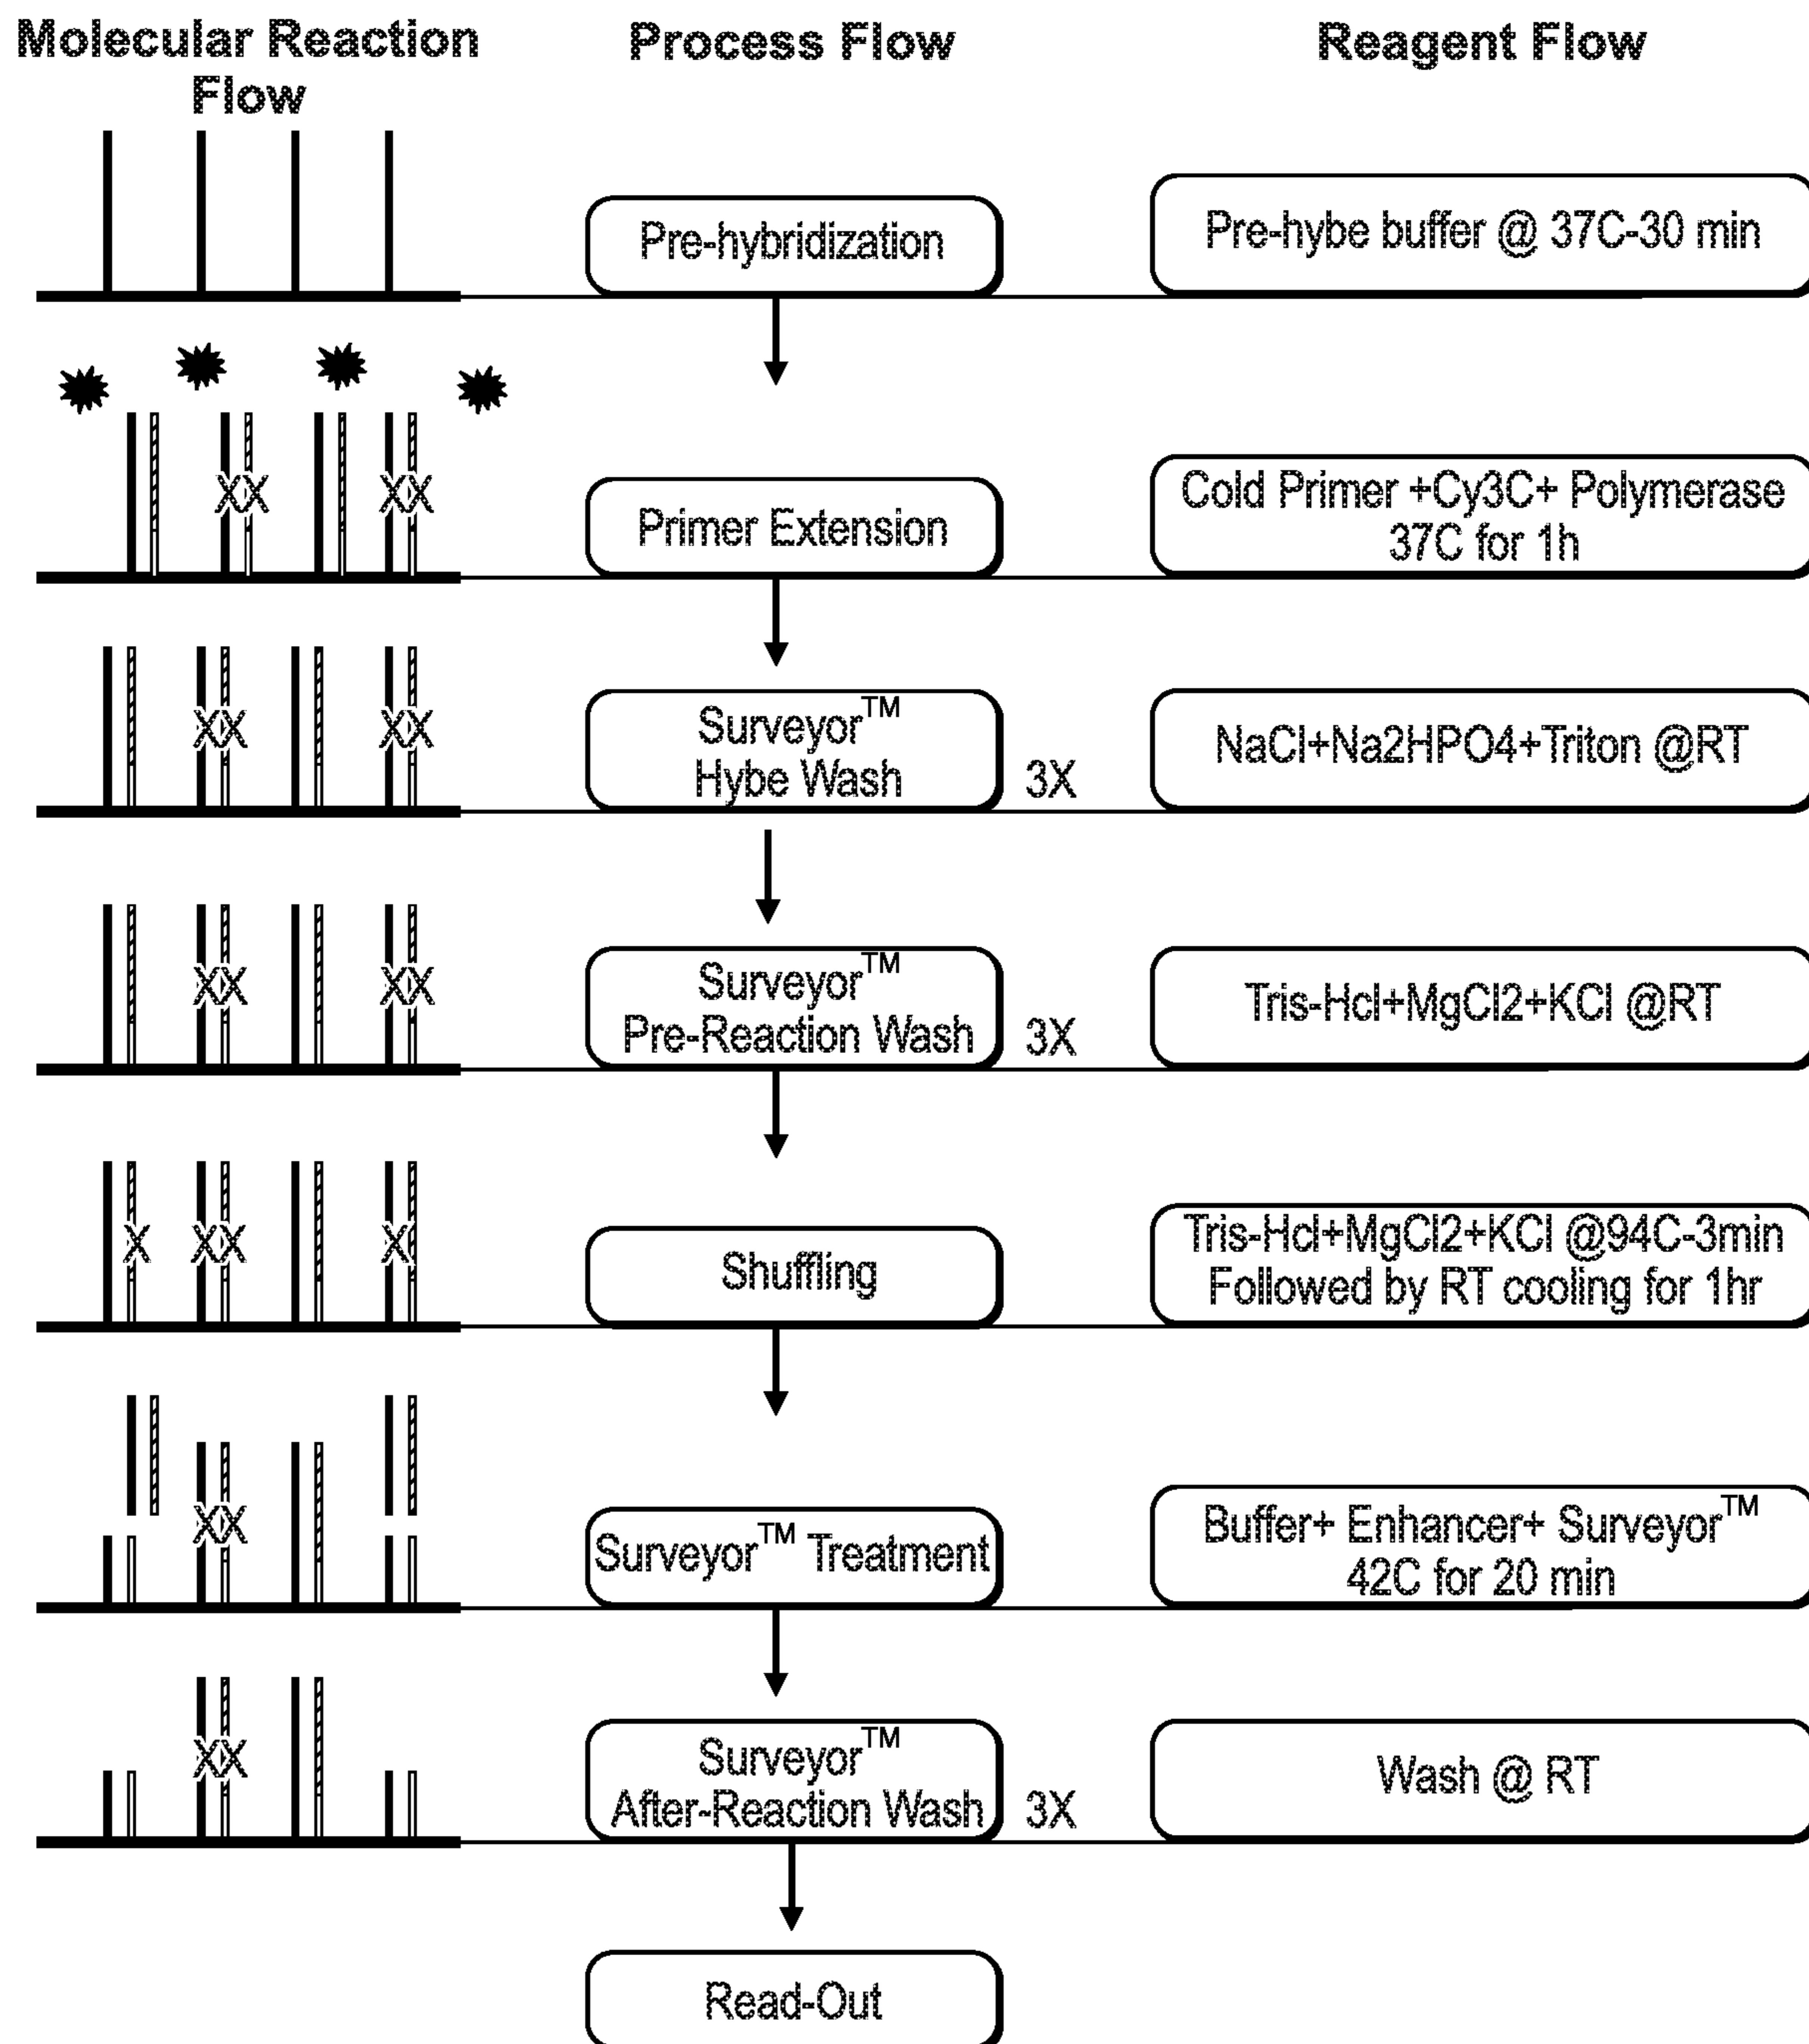 Molecular Reaction
Flow
Process Flow
Reagent Flow
Pre-hybridization
Pre-hybe buffer @ 37C-30 min
XX
XX
Primer Extension
Cold Primer +Cy3C+ Polymerase
37C for 1h
XX
XX
Surveyor™
Hybe Wash
3X
NaCl+Na2HPO4+Triton @RT
XX
XX
Surveyor™
Pre-Reaction Wash
3X
Tris-Hcl+MgCl2+KCl @RT
X
XX
X
Shuffling
Tris-Hcl+MgCl2+KCl @94C-3min
Followed by RT cooling for 1hr
XX
Surveyor™ Treatment
Buffer+ Enhancer+ Surveyor™
42C for 20 min
XX
Surveyor™
After-Reaction Wash
3X
Wash @ RT
Read-Out